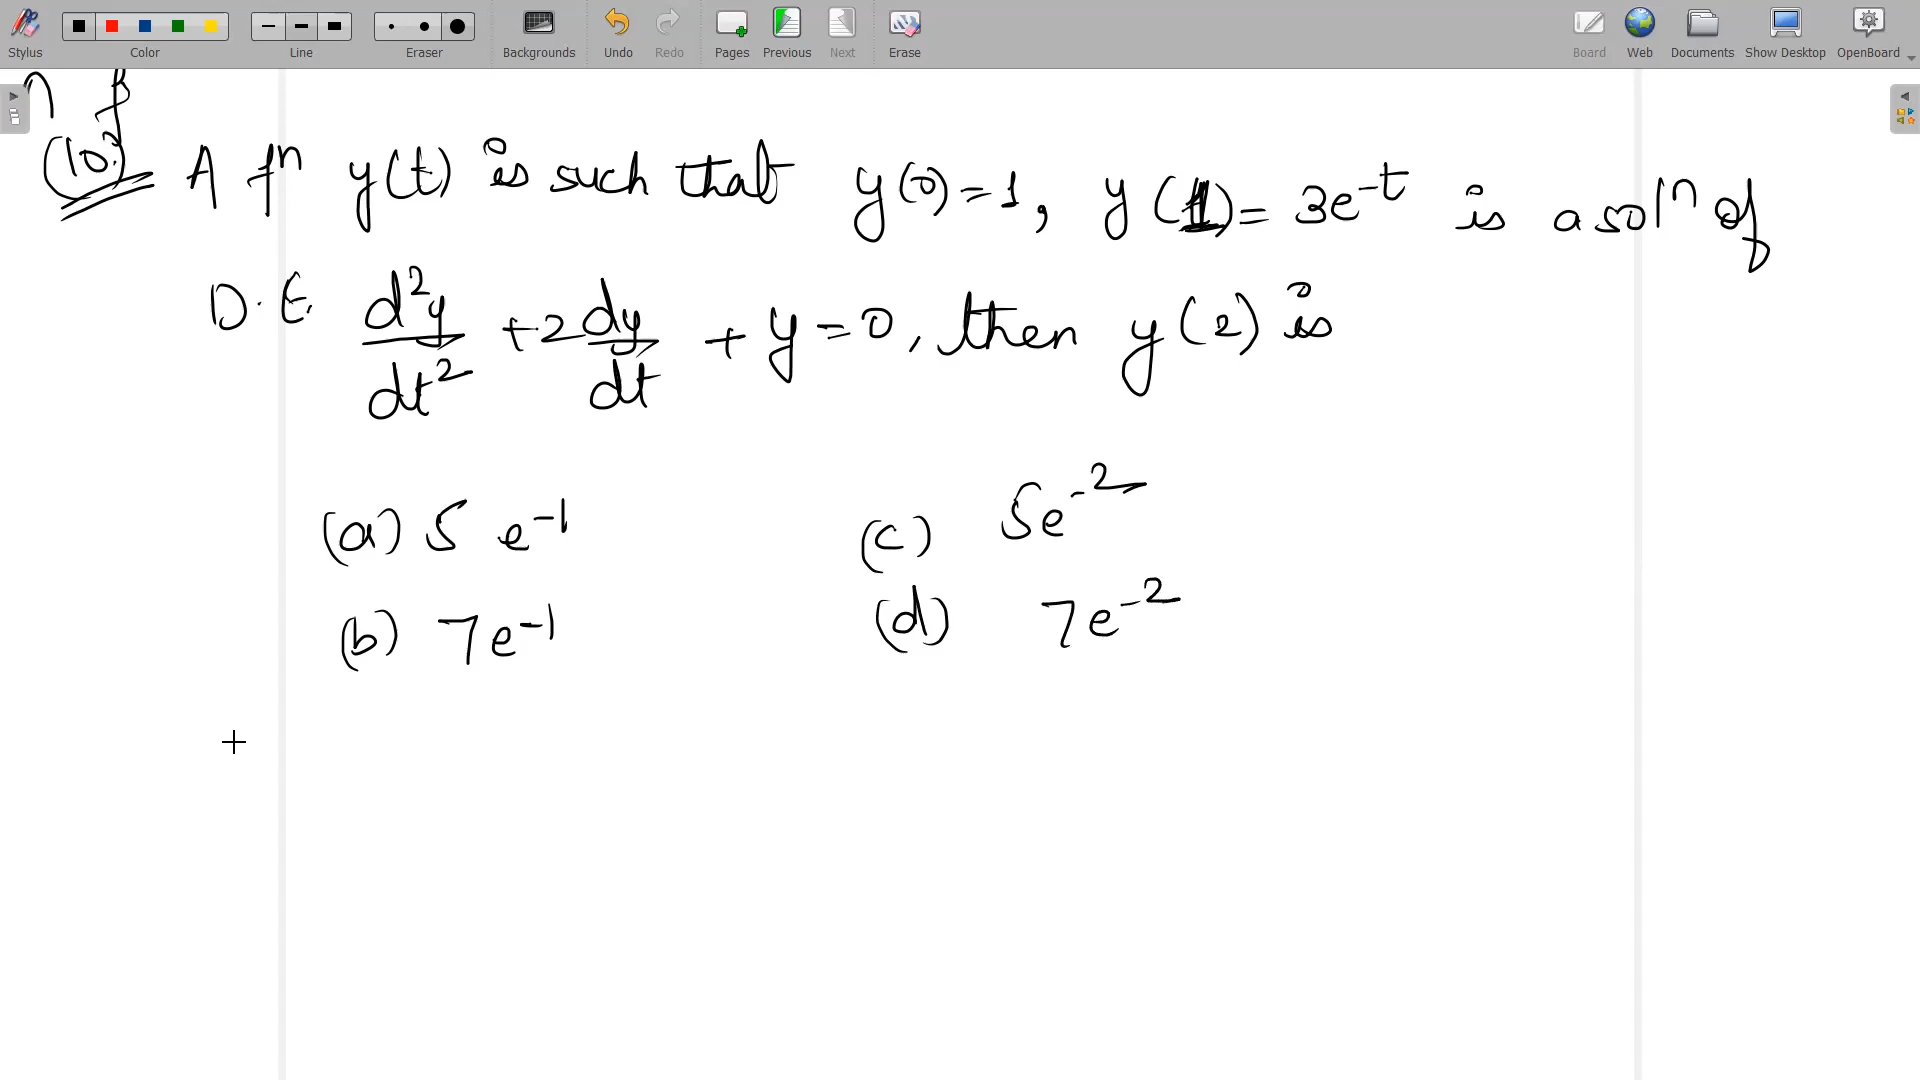 Stylus Color Line Eraser Backgrounds Undo Redo Pages Previous Next Erase Board Web Documents Show Desktop OpenBoard
(10.) A fⁿ y(t) is such that y(0)=1, y(1)=3e⁻ᵗ is a solⁿ of
D.E. d²y/dt² +2dy/dt + y=0, then y(2) is
(a) 5 e⁻¹ (c) 5e⁻²
(b) 7e⁻¹ (d) 7e⁻²